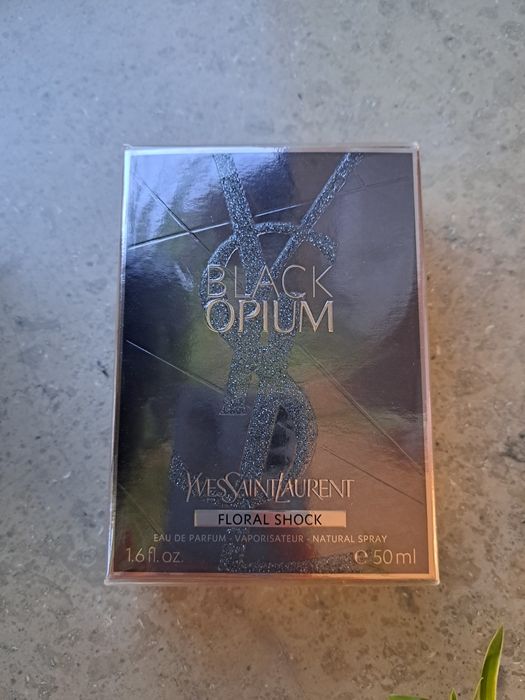 BLACK
OPIUM
YVESSAINTLAURENT
FLORAL SHOCK
EAU DE PARFUM - VAPORISATEUR - NATURAL SPRAY
1.6 fl. oz. ℮ 50 ml